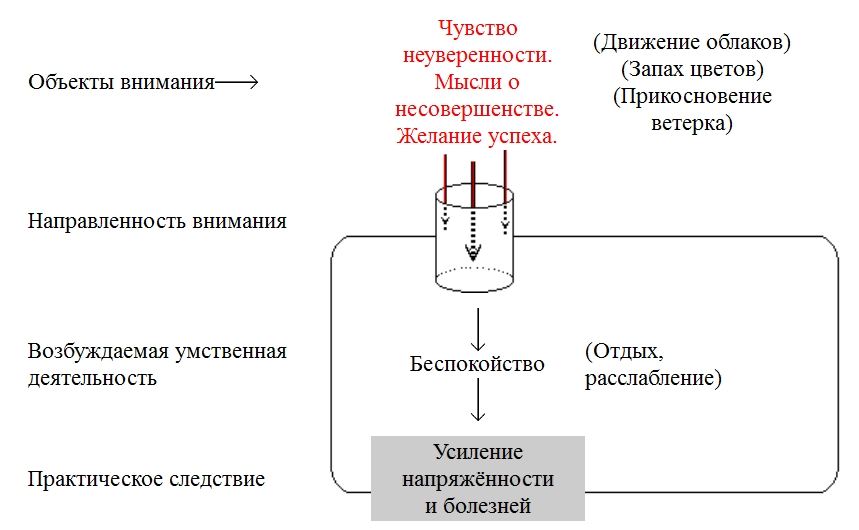 Чувство
неуверенности.
Мысли о
несовершенстве.
Желание успеха.
(Движение облаков)
(Запах цветов)
(Прикосновение
ветерка)
Объекты внимания
Направленность внимания
Возбуждаемая умственная
деятельность
Беспокойство
(Отдых,
расслабление)
Практическое следствие
Усиление
напряжённости
и болезней